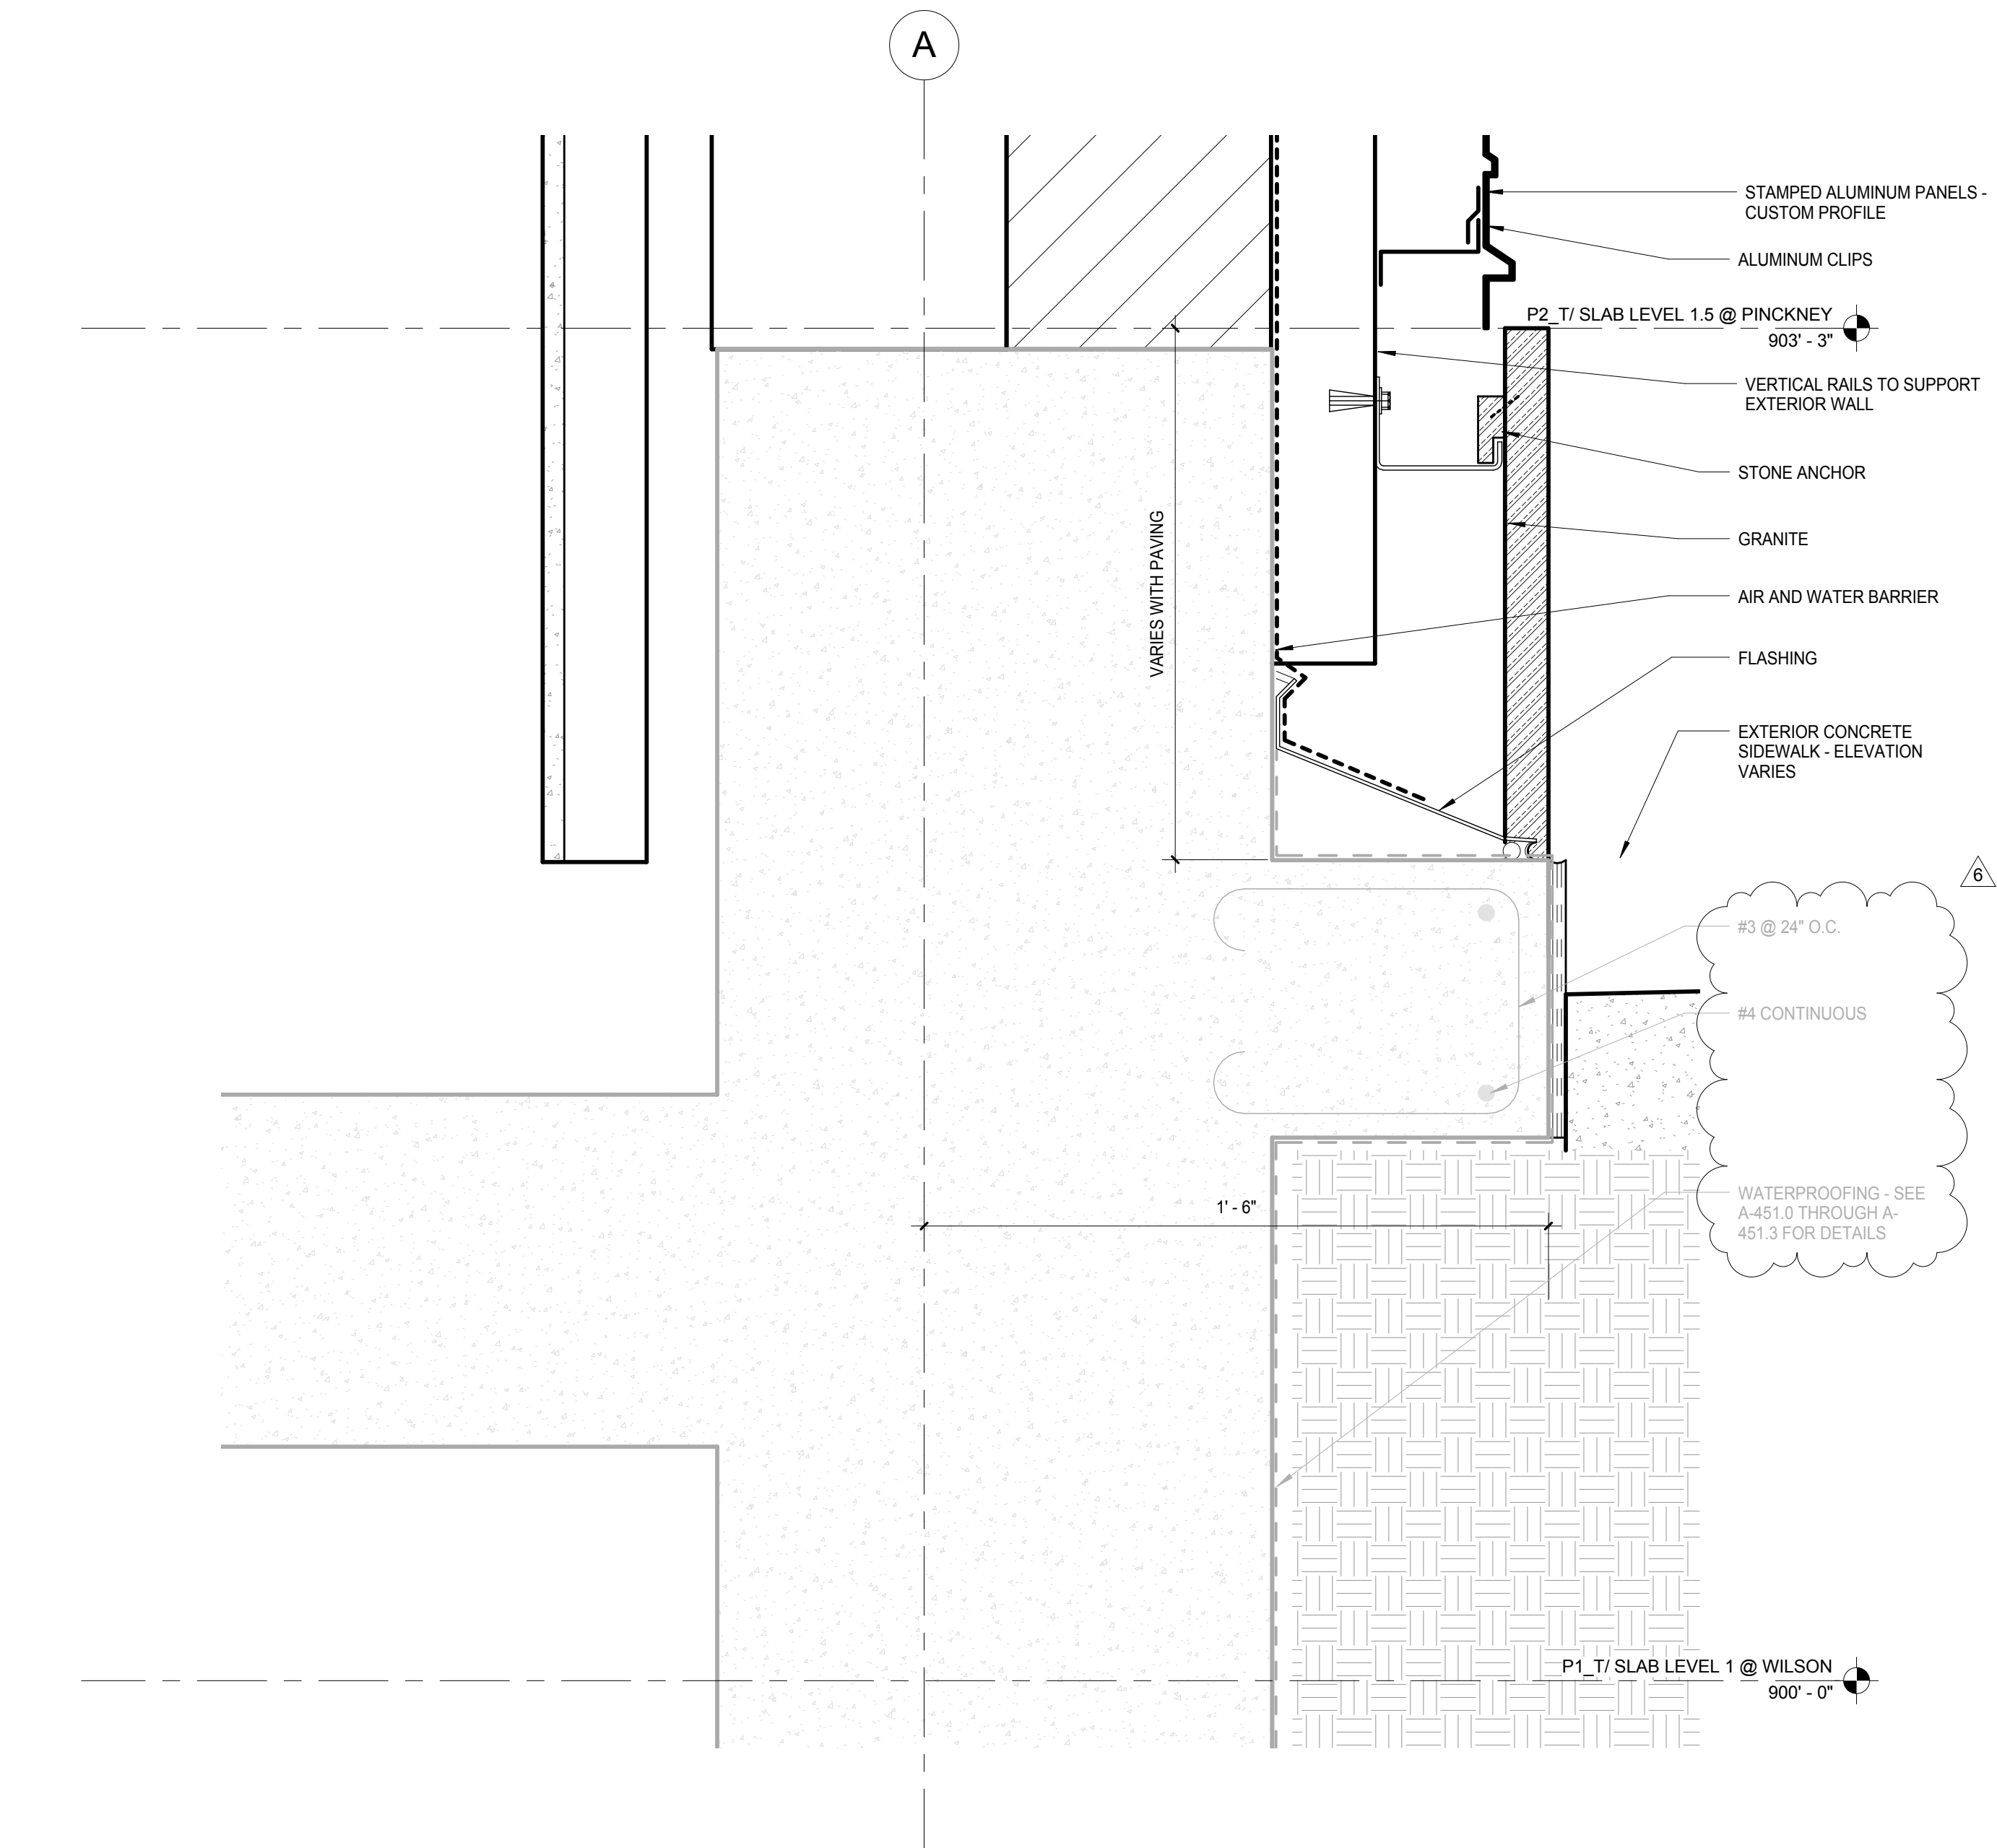 A
STAMPED ALUMINUM PANELS -
CUSTOM PROFILE
ALUMINUM CLIPS
P2_T/ SLAB LEVEL 1.5 @ PINCKNEY
903' - 3"
VERTICAL RAILS TO SUPPORT
EXTERIOR WALL
STONE ANCHOR
GRANITE
VARIES WITH PAVING
AIR AND WATER BARRIER
FLASHING
EXTERIOR CONCRETE
SIDEWALK - ELEVATION
VARIES
6
#3 @ 24" O.C.
#4 CONTINUOUS
WATERPROOFING - SEE
A-451.0 THROUGH A-
451.3 FOR DETAILS
1' - 6"
P1_T/ SLAB LEVEL 1 @ WILSON
900' - 0"